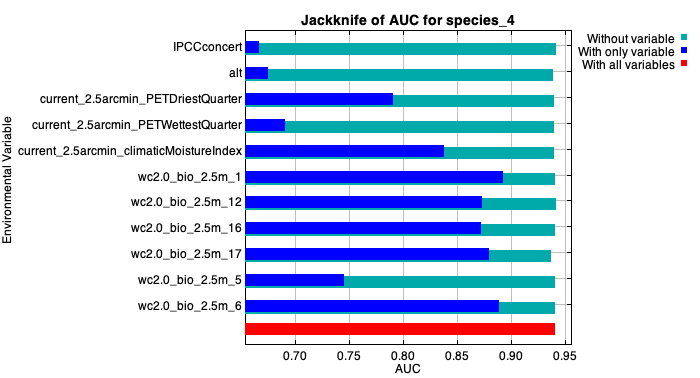 Jackknife of AUC for species_4
Without variable
With only variable
With all variables
Environmental Variable
IPCCconcert
alt
current_2.5arcmin_PETDriestQuarter
current_2.5arcmin_PETWettestQuarter
current_2.5arcmin_climaticMoistureIndex
wc2.0_bio_2.5m_1
wc2.0_bio_2.5m_12
wc2.0_bio_2.5m_16
wc2.0_bio_2.5m_17
wc2.0_bio_2.5m_5
wc2.0_bio_2.5m_6
0.70 0.75 0.80 0.85 0.90 0.95
AUC